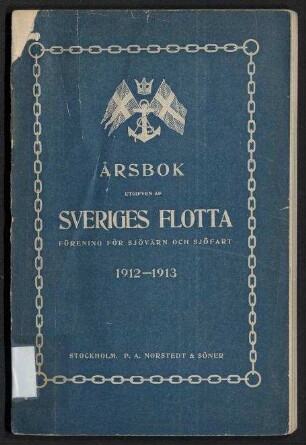 ÅRSBOK
UTGIFVEN AF
SVERIGES FLOTTA
FÖRENING FÖR SJÖVÄRN OCH SJÖFART
1912—1913
STOCKHOLM. P. A. NORSTEDT & SÖNER